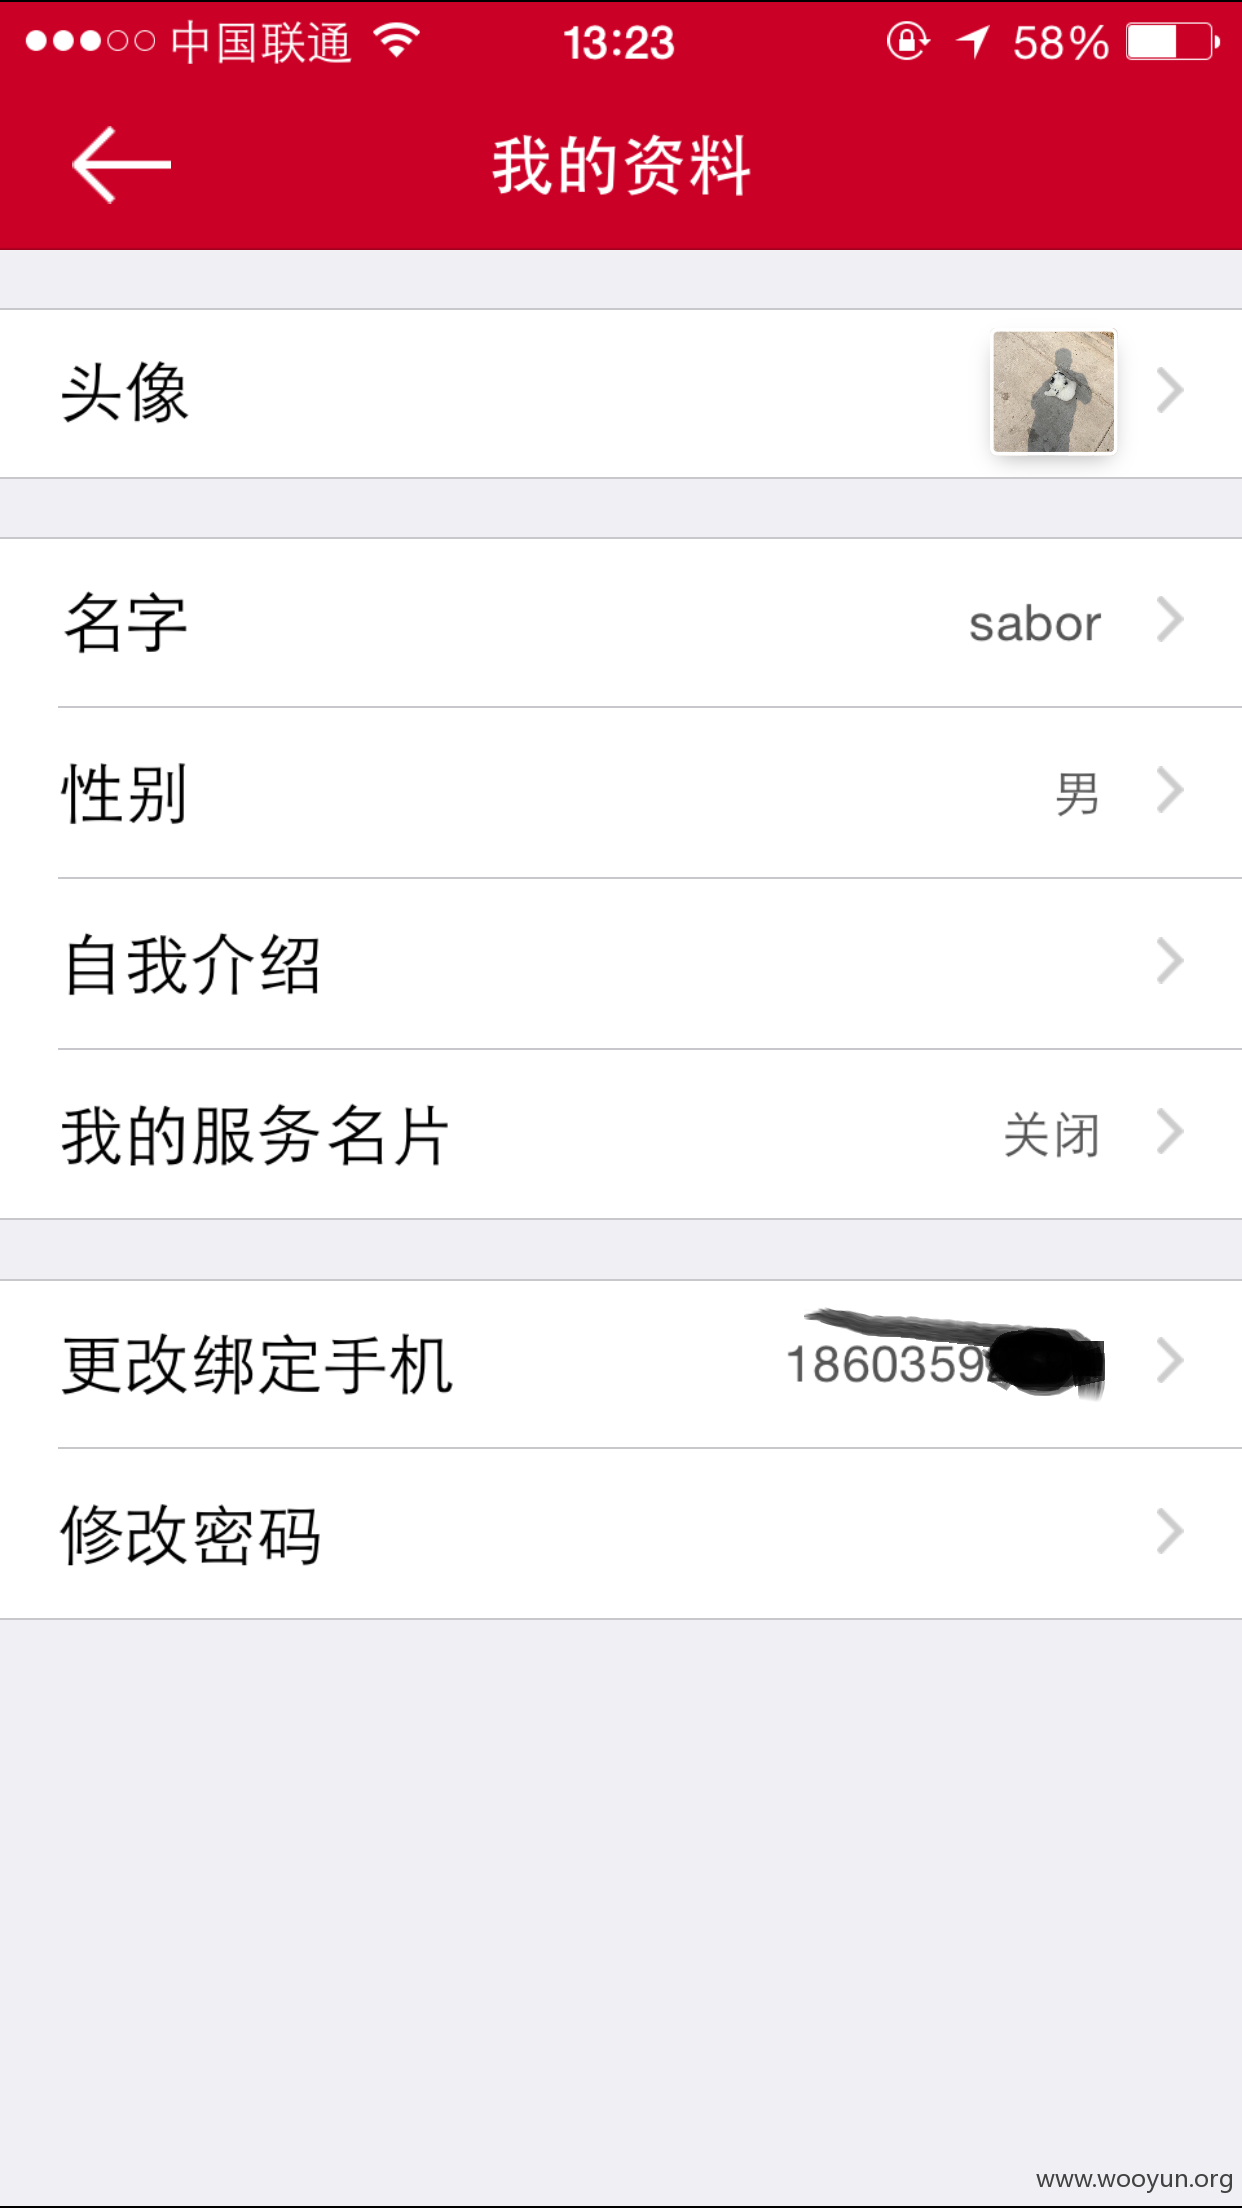 中国联通 13:23 58%
我的资料
头像
名字 sabor
性别 男
自我介绍
我的服务名片 关闭
更改绑定手机 1860359
修改密码
www.wooyun.org